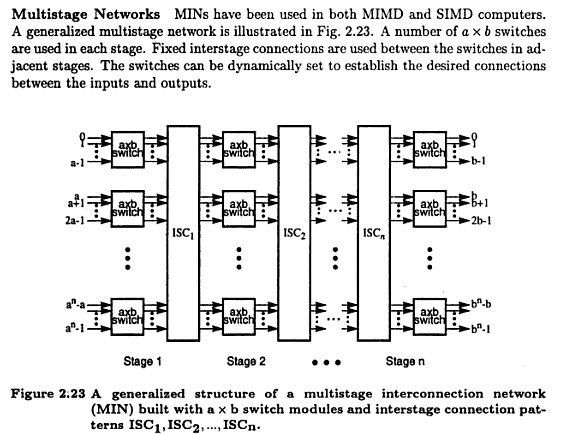 Multistage Networks MINs have been used in both MIMD and SIMD computers.
A generalized multistage network is illustrated in Fig. 2.23. A number of a × b switches
are used in each stage. Fixed interstage connections are used between the switches in ad-
jacent stages. The switches can be dynamically set to establish the desired connections
between the inputs and outputs.
0
1
a-1
axb
switch
axb
switch
axb
switch
0
1
b-1
a
a+1
2a-1
axb
switch
axb
switch
axb
switch
b
b+1
2b-1
ISC1
ISC2
ISCn
aⁿ-a
aⁿ-1
axb
switch
axb
switch
axb
switch
bⁿ-b
bⁿ-1
Stage 1
Stage 2
Stage n
Figure 2.23 A generalized structure of a multistage interconnection network
(MIN) built with a × b switch modules and interstage connection pat-
terns ISC1, ISC2, ..., ISCn.